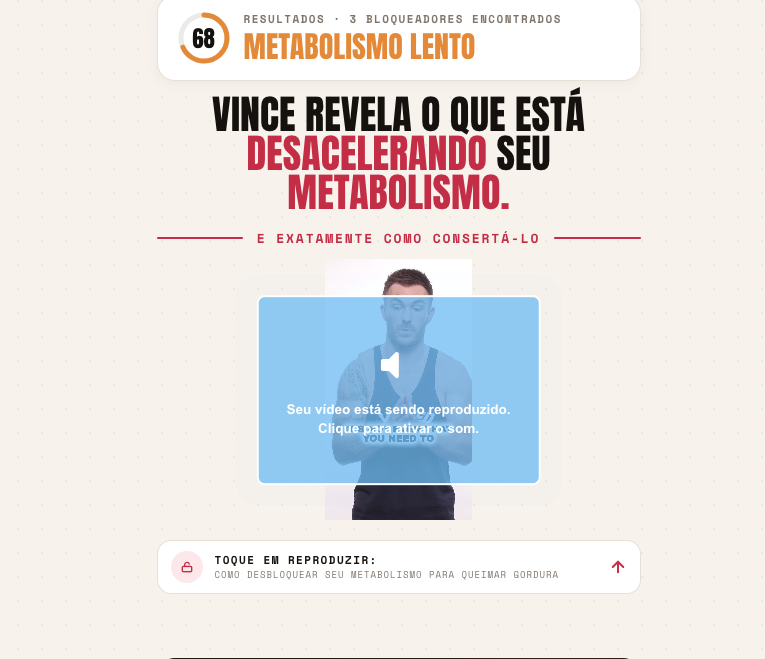 68
RESULTADOS · 3 BLOQUEADORES ENCONTRADOS
METABOLISMO LENTO
VINCE REVELA O QUE ESTÁ
DESACELERANDO SEU
METABOLISMO.
E EXATAMENTE COMO CONSERTÁ-LO
Seu vídeo está sendo reproduzido.
Clique para ativar o som.
YOU NEED TO
TOQUE EM REPRODUZIR:
COMO DESBLOQUEAR SEU METABOLISMO PARA QUEIMAR GORDURA